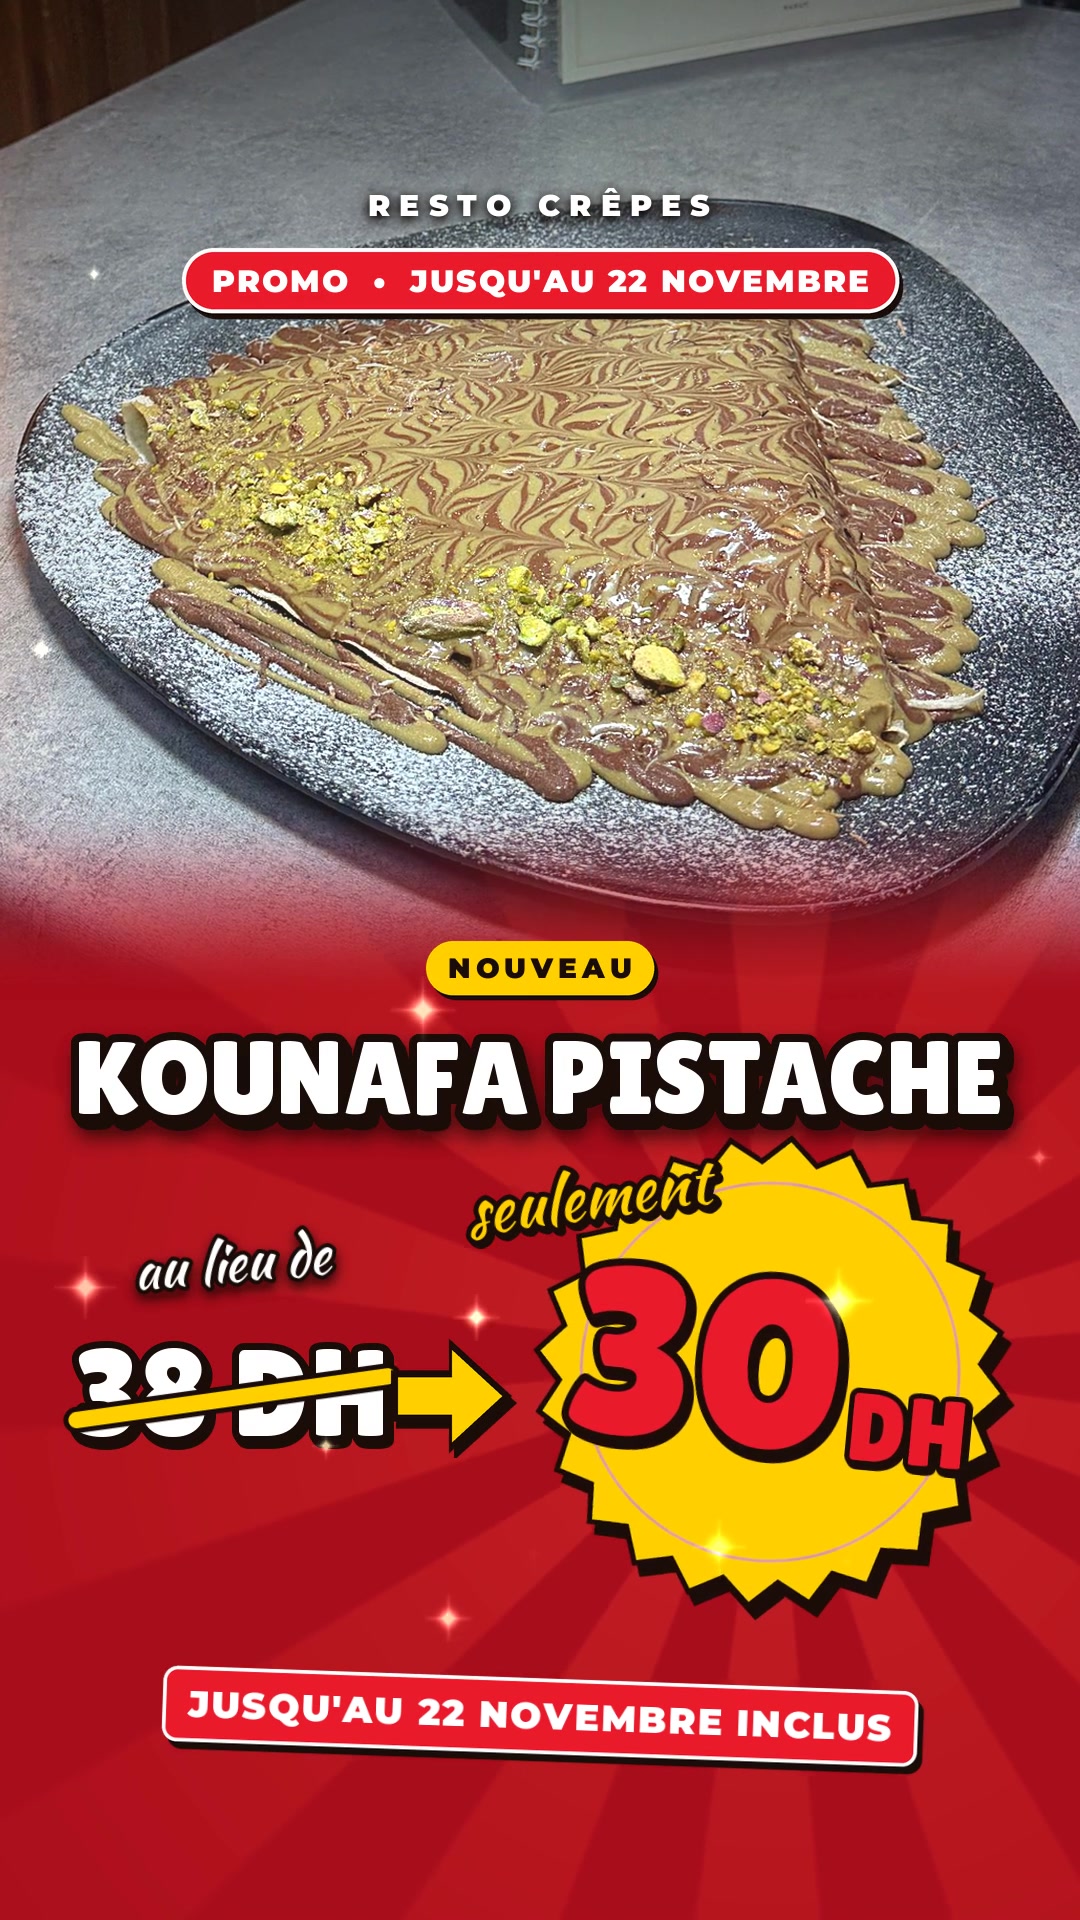 RESTO CRÊPES
PROMO • JUSQU'AU 22 NOVEMBRE
NOUVEAU
KOUNAFA PISTACHE
seulement
au lieu de
38 DH
30 DH
JUSQU'AU 22 NOVEMBRE INCLUS